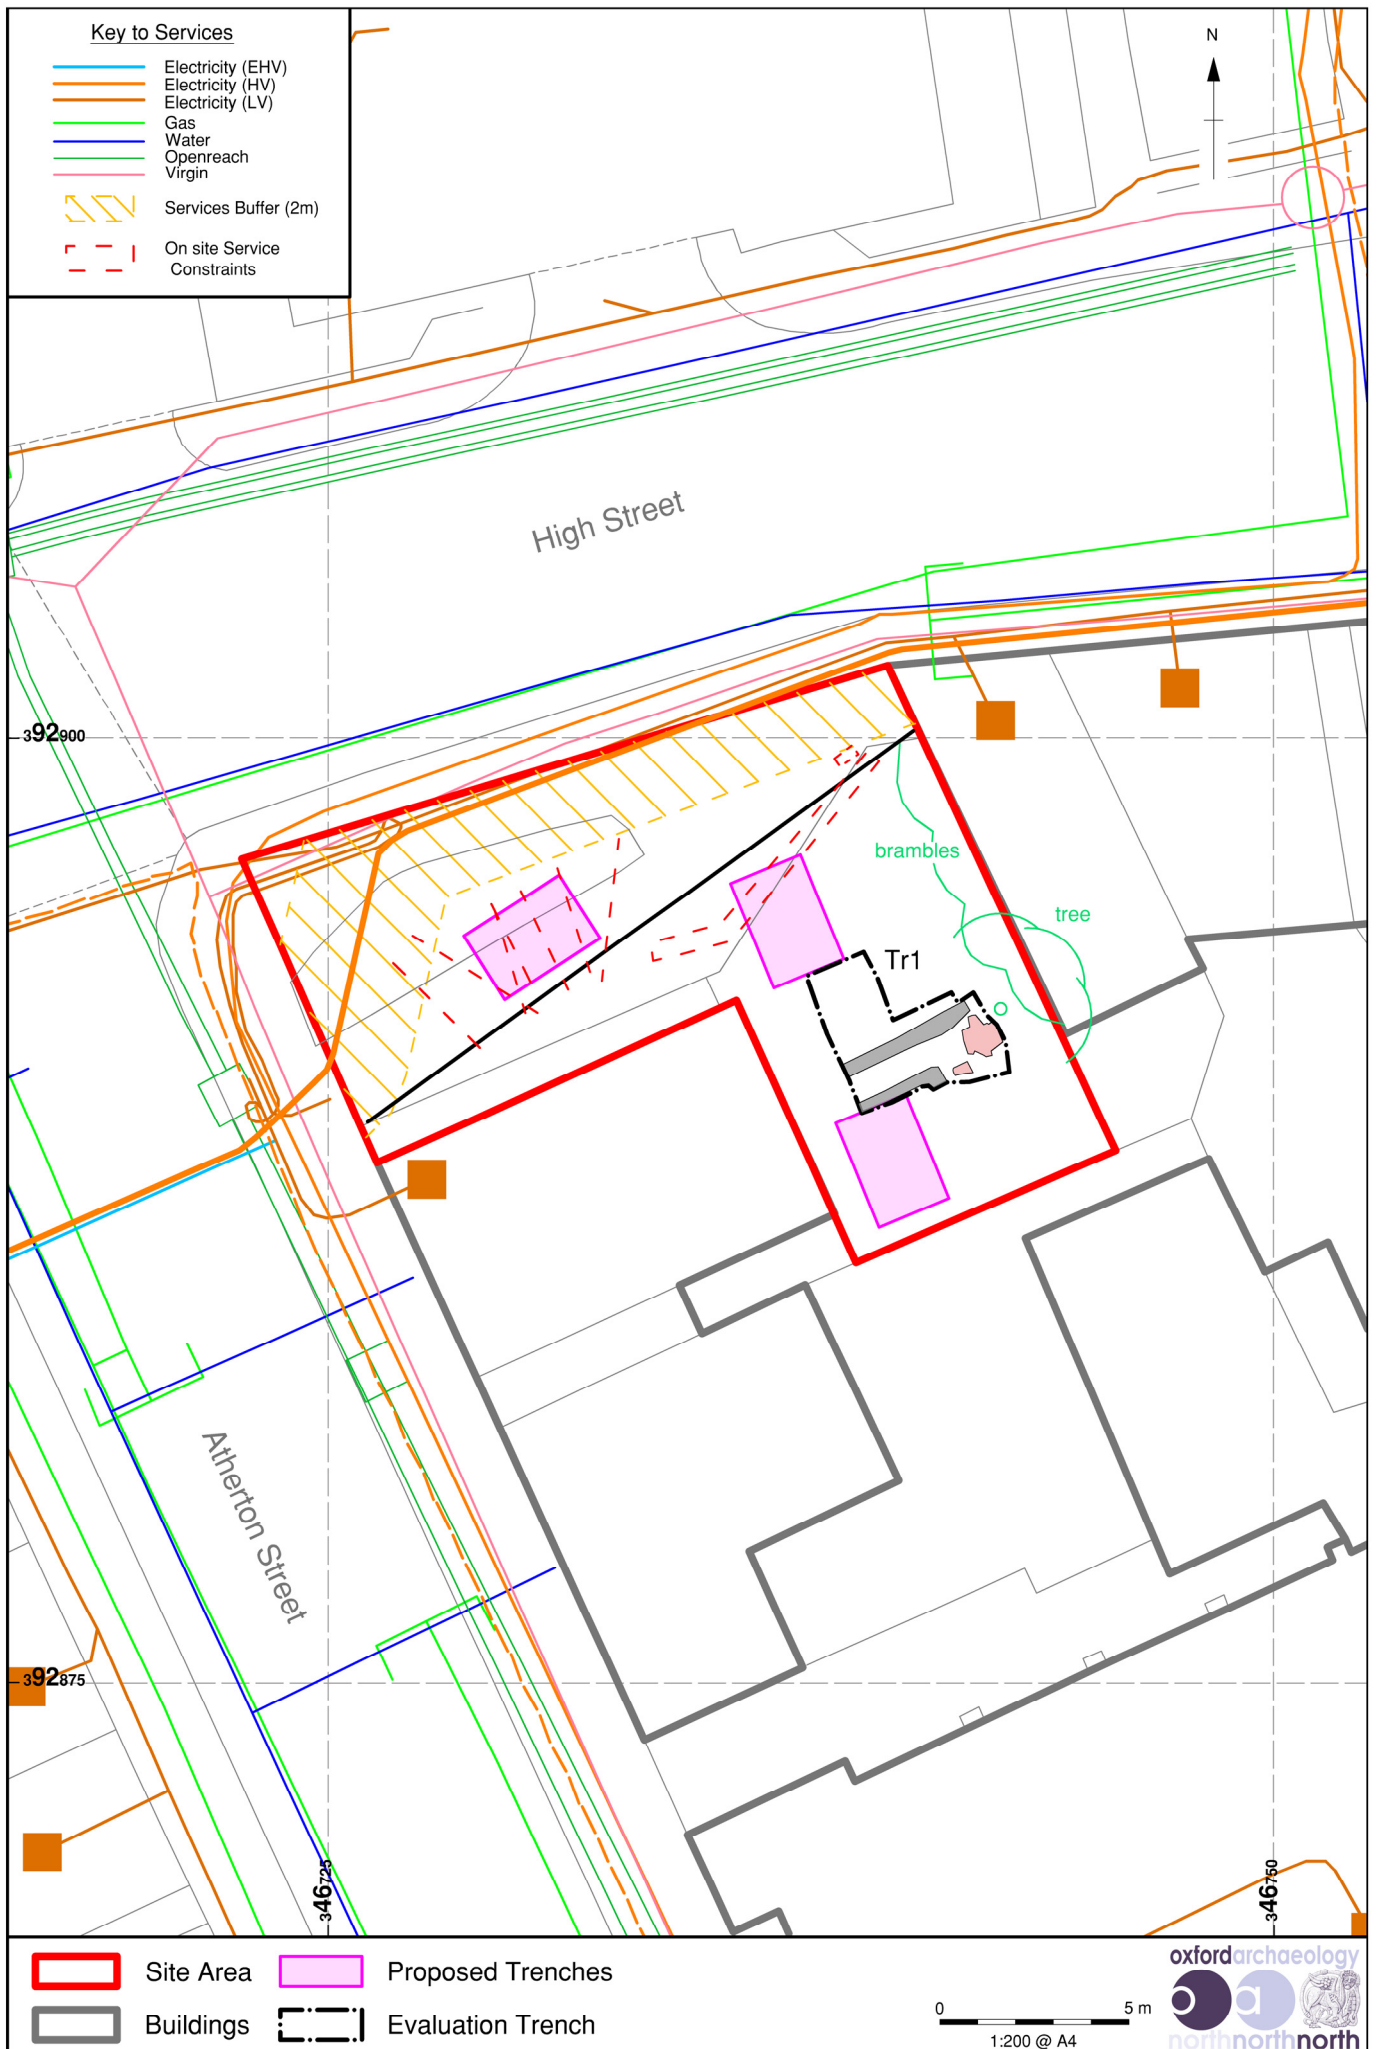 Key to Services
Electricity (EHV)
Electricity (HV)
Electricity (LV)
Gas
Water
Openreach
Virgin
Services Buffer (2m)
On site Service
Constraints
N
High Street
392900
brambles
tree
Tr1
Atherton Street
392875
346725
346750
Site Area
Proposed Trenches
Buildings
Evaluation Trench
0
5 m
1:200 @ A4
oxfordarchaeology
o a
northnorthnorth